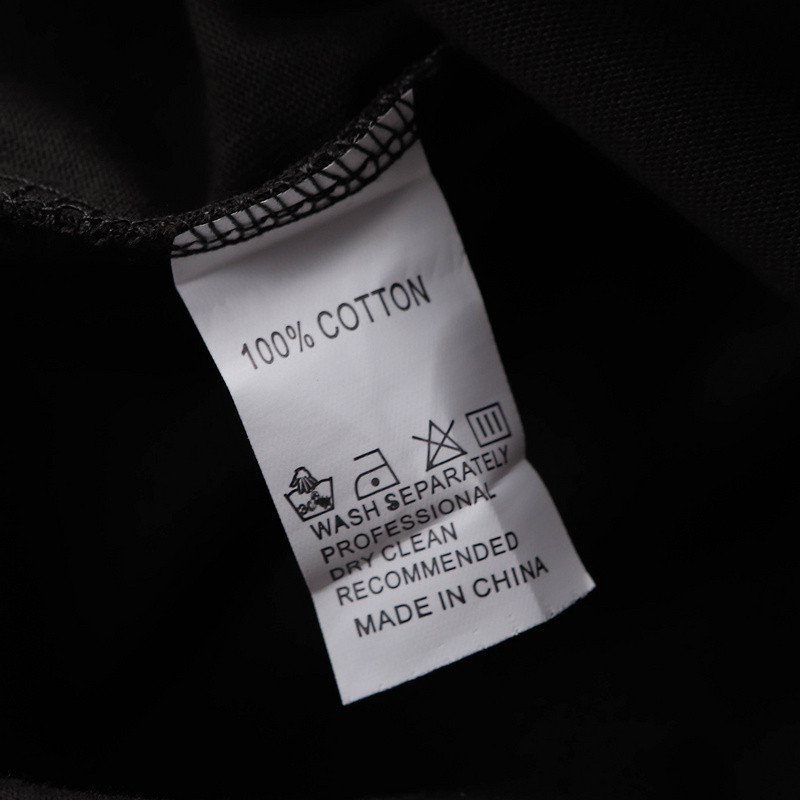 100% COTTON
WASH SEPARATELY
PROFESSIONAL
DRY CLEAN
RECOMMENDED
MADE IN CHINA